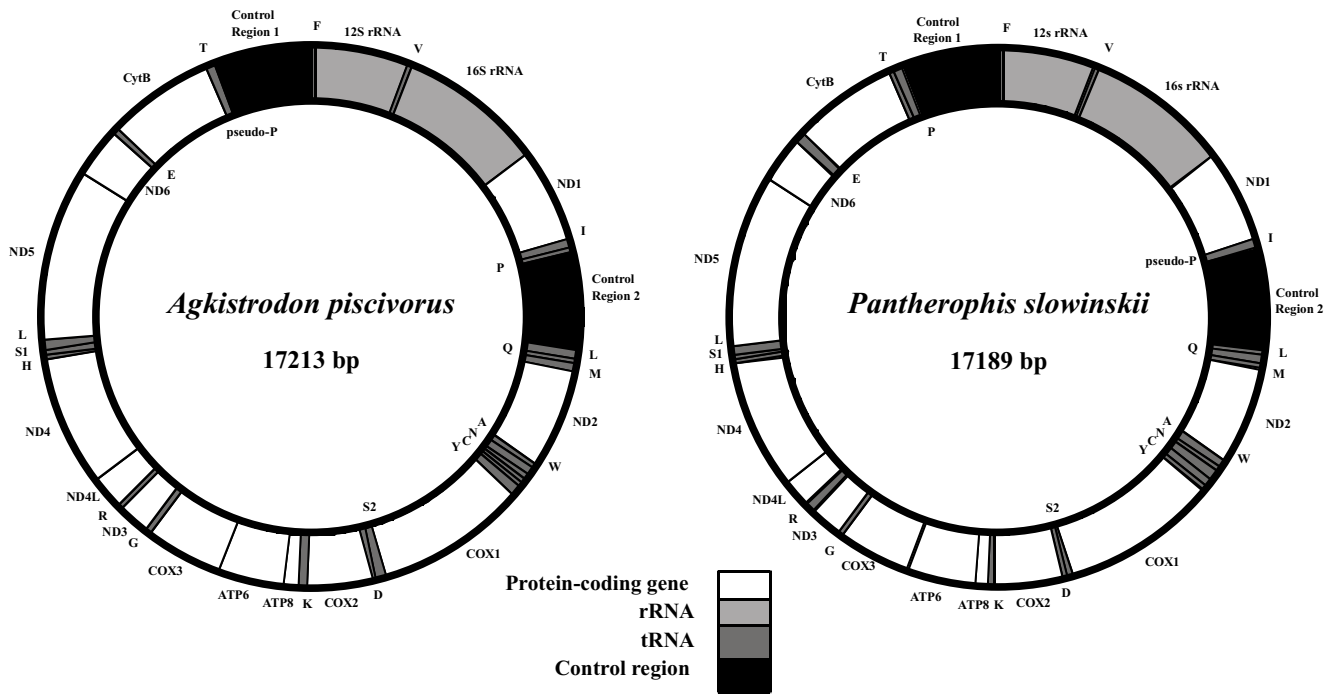 Control
Region 1
F
12S rRNA
V
16S rRNA
ND1
I
P
Control
Region 2
Q
L
M
ND2
A
N
C
Y
W
COX1
S2
D
COX2
K
ATP8
ATP6
COX3
G
ND3
R
ND4L
ND4
H
S1
L
ND5
ND6
E
CytB
T
pseudo-P
Agkistrodon piscivorus
17213 bp
Control
Region 1
F
12s rRNA
V
16s rRNA
ND1
I
pseudo-P
Control
Region 2
Q
L
M
ND2
A
N
C
Y
W
COX1
S2
D
COX2
K
ATP8
ATP6
COX3
G
ND3
R
ND4L
ND4
H
S1
L
ND5
ND6
E
CytB
T
P
Pantherophis slowinskii
17189 bp
Protein-coding gene
rRNA
tRNA
Control region